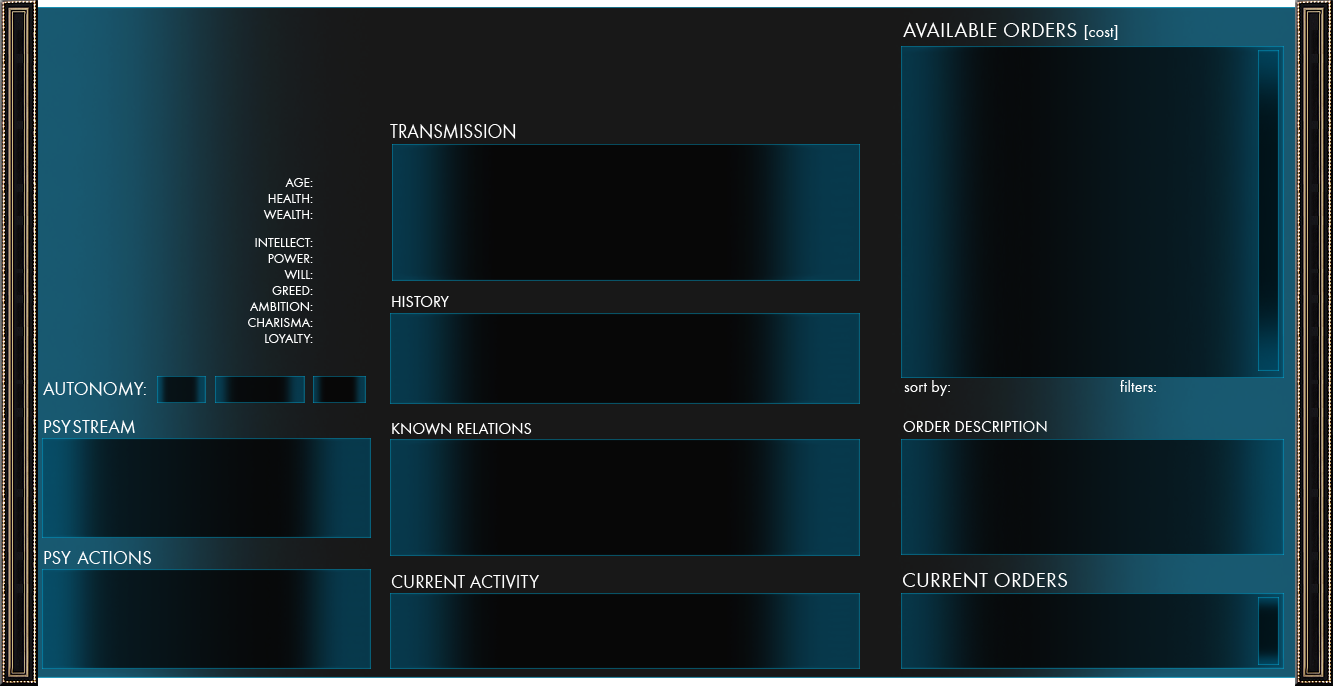 AGE:
HEALTH:
WEALTH:
INTELLECT:
POWER:
WILL:
GREED:
AMBITION:
CHARISMA:
LOYALTY:
AUTONOMY:
PSYSTREAM
PSY ACTIONS
TRANSMISSION
HISTORY
KNOWN RELATIONS
CURRENT ACTIVITY
AVAILABLE ORDERS [cost]
sort by: filters:
ORDER DESCRIPTION
CURRENT ORDERS